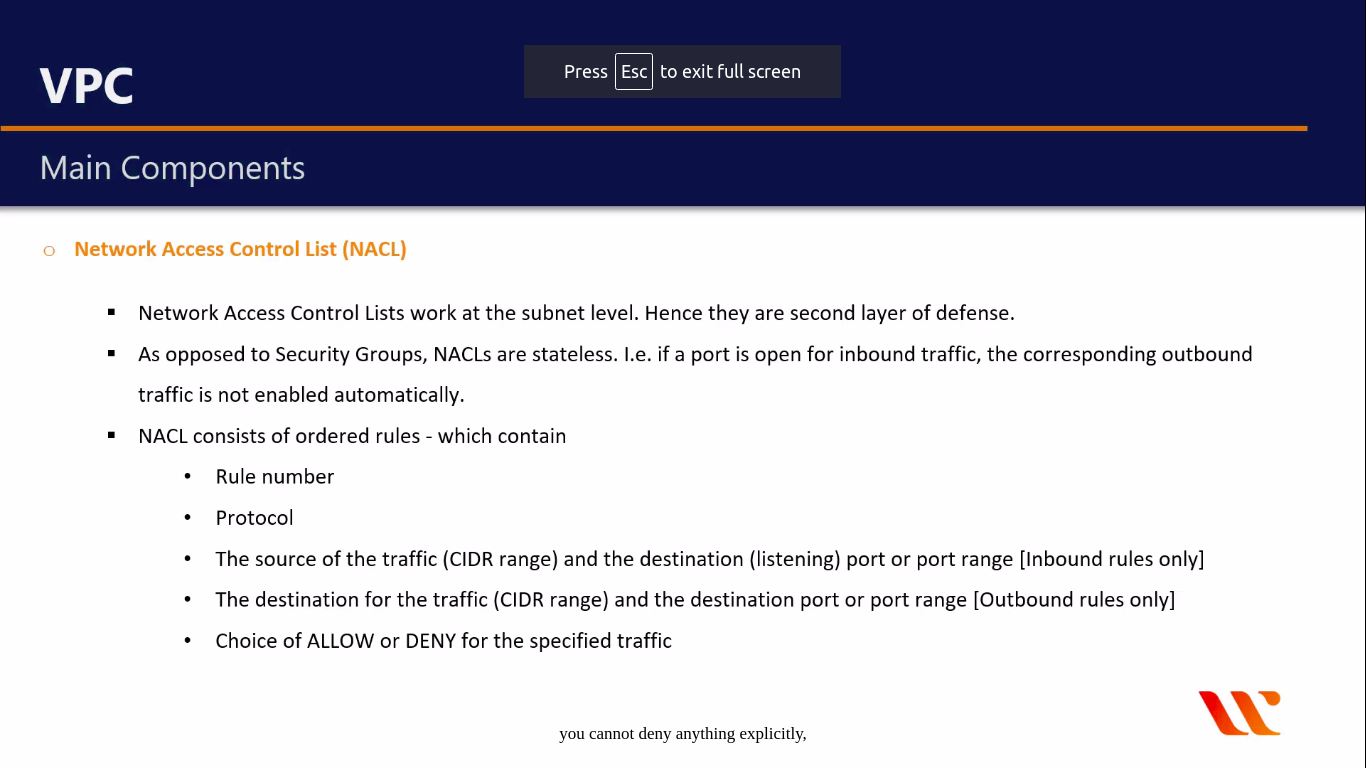 VPC
Press Esc to exit full screen
Main Components
Network Access Control List (NACL)
Network Access Control Lists work at the subnet level. Hence they are second layer of defense.
As opposed to Security Groups, NACLs are stateless. I.e. if a port is open for inbound traffic, the corresponding outbound
traffic is not enabled automatically.
NACL consists of ordered rules - which contain
Rule number
Protocol
The source of the traffic (CIDR range) and the destination (listening) port or port range [Inbound rules only]
The destination for the traffic (CIDR range) and the destination port or port range [Outbound rules only]
Choice of ALLOW or DENY for the specified traffic
you cannot deny anything explicitly,